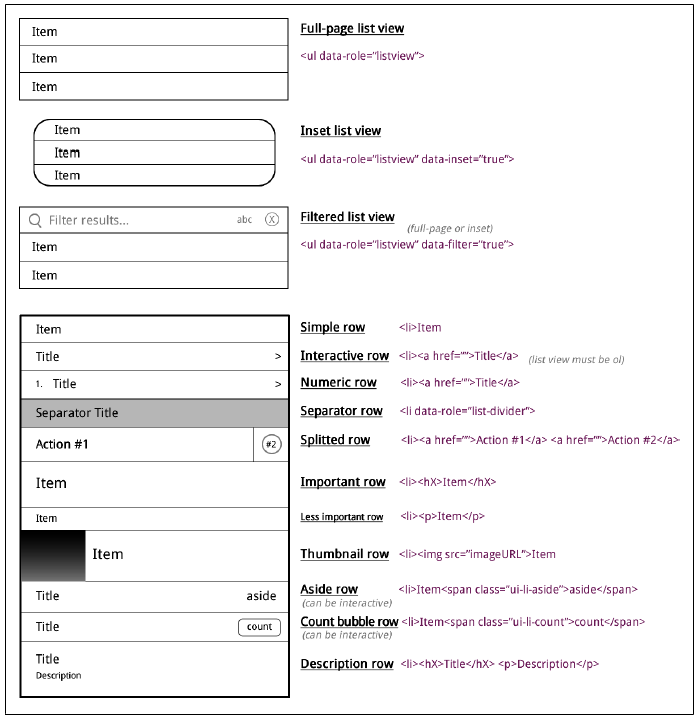 Item
Item
Item
Full-page list view
<ul data-role="listview">
Item
Item
Item
Inset list view
<ul data-role="listview" data-inset="true">
Filter results... abc X
Item
Item
Filtered list view
(full-page or inset)
<ul data-role="listview" data-filter="true">
Item
Simple row <li>Item
Title >
Interactive row <li><a href="">Title</a> (list view must be ol)
1. Title >
Numeric row <li><a href="">Title</a>
Separator Title
Separator row <li data-role="list-divider">
Action #1 #2
Splitted row <li><a href="">Action #1</a> <a href="">Action #2</a>
Item
Important row <li><hX>Item</hX>
Item
Less important row <li><p>Item</p>
Item
Thumbnail row <li><img src="imageURL">Item
Title aside
Aside row <li>Item<span class="ui-li-aside">aside</span>
(can be interactive)
Title count
Count bubble row <li>Item<span class="ui-li-count">count</span>
(can be interactive)
Title
Description
Description row <li><hX>Title</hX> <p>Description</p>